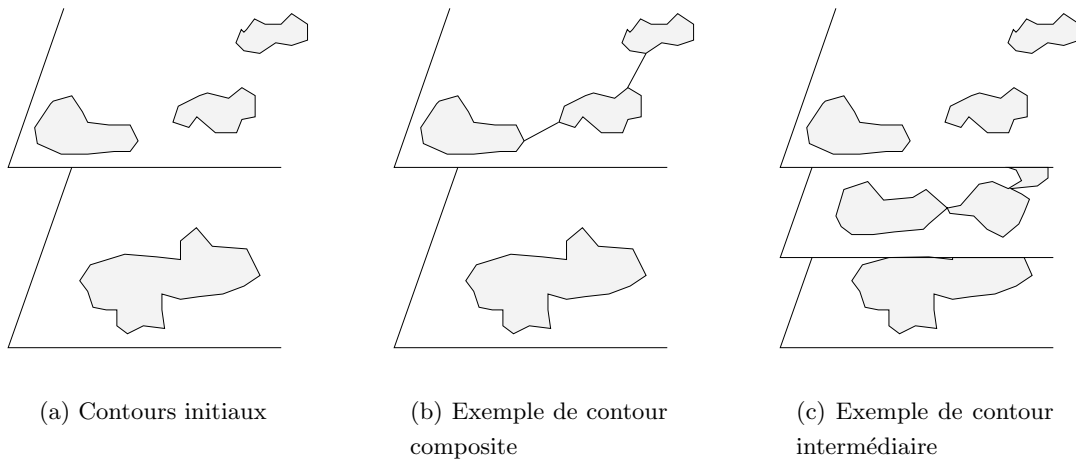 (a) Contours initiaux
(b) Exemple de contour
composite
(c) Exemple de contour
intermédiaire